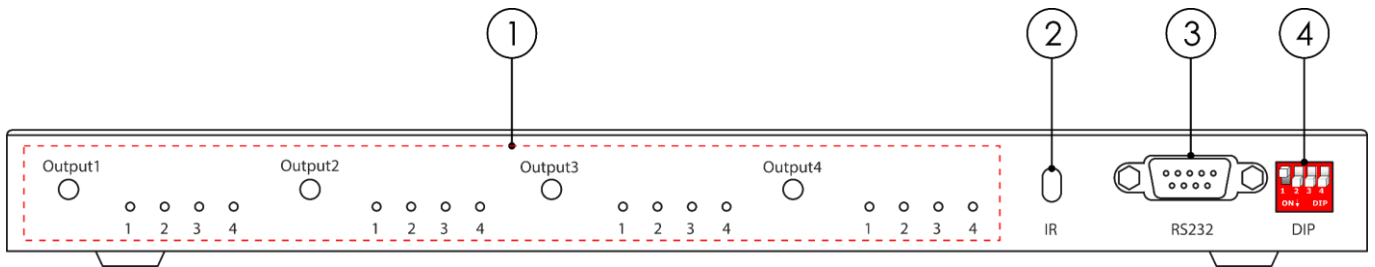 1 2 3 4
Output1 Output2 Output3 Output4
1 2 3 4 1 2 3 4 1 2 3 4 1 2 3 4
1 2 3 4
ON↓ DIP
IR RS232 DIP